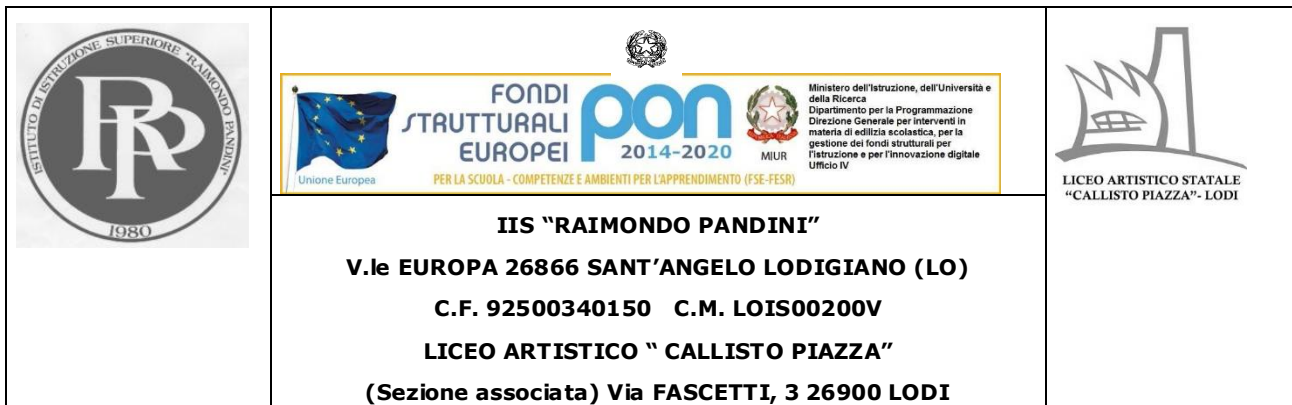 ISTITUTO DI ISTRUZIONE SUPERIORE "RAIMONDO PANDINI"
1980
Unione Europea
FONDI
STRUTTURALI
EUROPEI
pon
2014-2020
MIUR
Ministero dell'Istruzione, dell'Università e
della Ricerca
Dipartimento per la Programmazione
Direzione Generale per interventi in
materia di edilizia scolastica, per la
gestione dei fondi strutturali per
l'istruzione e per l'innovazione digitale
Ufficio IV
PER LA SCUOLA - COMPETENZE E AMBIENTI PER L'APPRENDIMENTO (FSE-FESR)
LICEO ARTISTICO STATALE
"CALLISTO PIAZZA"- LODI
IIS “RAIMONDO PANDINI”
V.le EUROPA 26866 SANT’ANGELO LODIGIANO (LO)
C.F. 92500340150 C.M. LOIS00200V
LICEO ARTISTICO “ CALLISTO PIAZZA”
(Sezione associata) Via FASCETTI, 3 26900 LODI